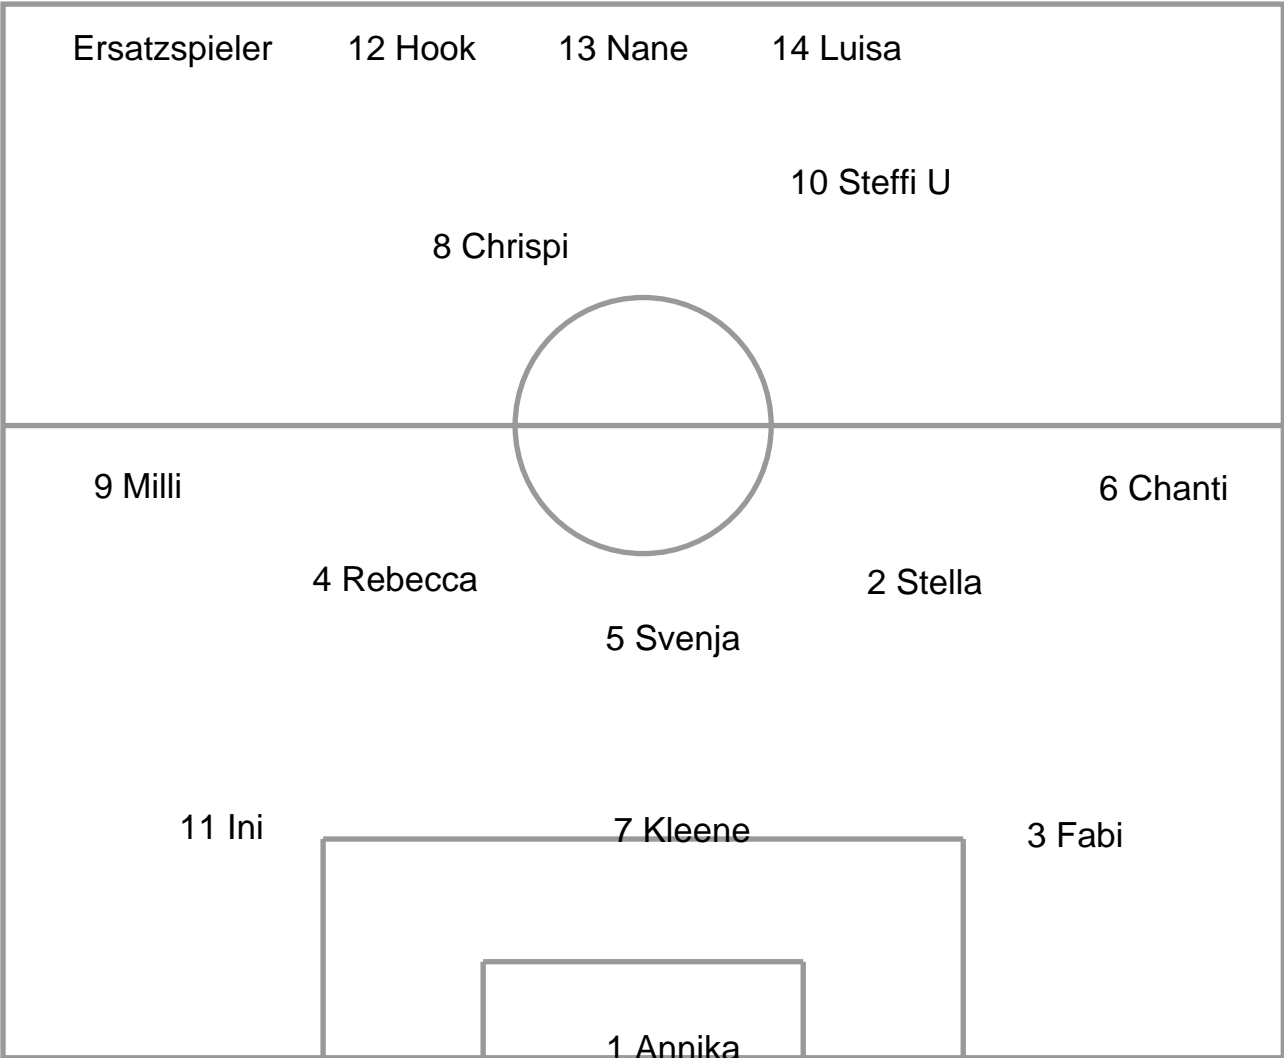 Ersatzspieler 12 Hook 13 Nane 14 Luisa
10 Steffi U
8 Chrispi
9 Milli 6 Chanti
4 Rebecca 2 Stella
5 Svenja
11 Ini 7 Kleene 3 Fabi
1 Annika